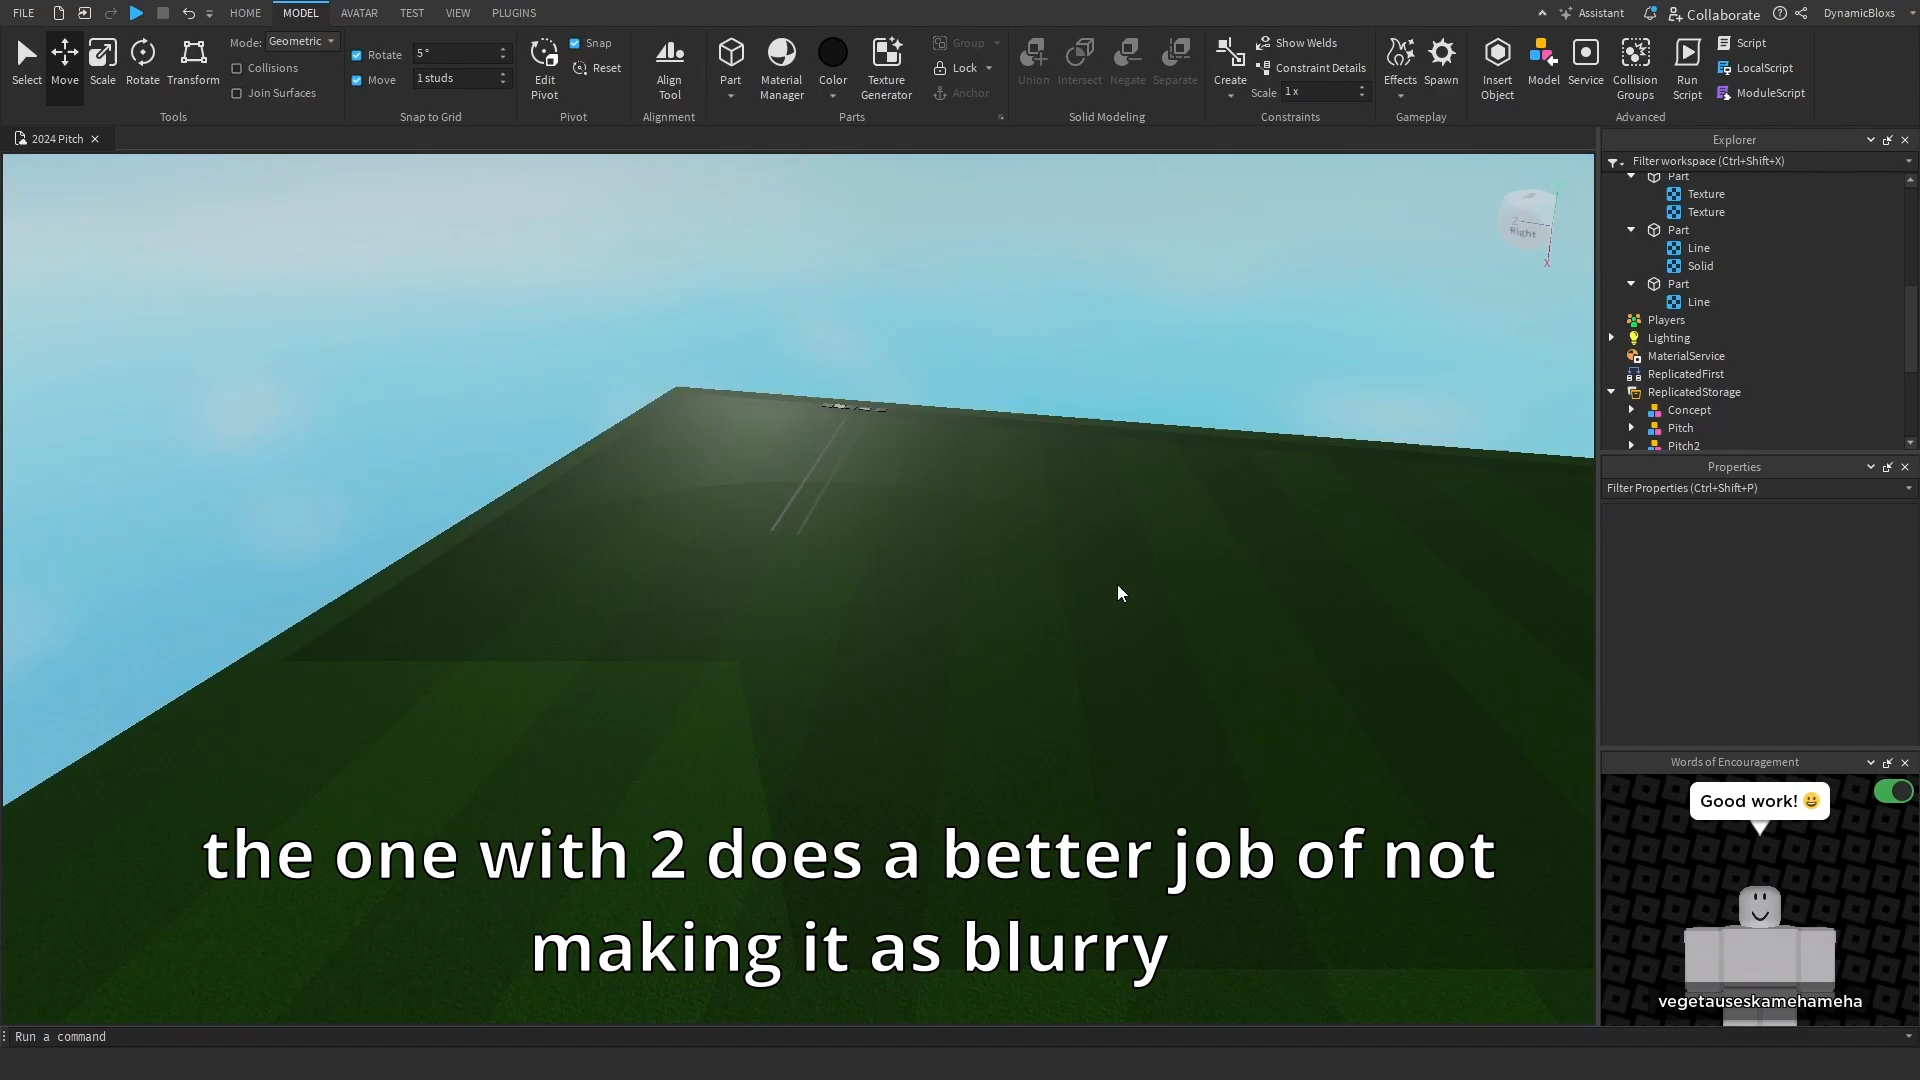 FILE
HOME
MODEL
AVATAR
TEST
VIEW
PLUGINS
Assistant
Collaborate
DynamicBloxs
Select
Move
Scale
Rotate
Transform
Mode: Geometric
Collisions
Join Surfaces
Tools
Rotate 5 °
Move 1 studs
Snap to Grid
Edit
Pivot
Snap
Reset
Pivot
Align
Tool
Alignment
Part
Material
Manager
Color
Texture
Generator
Group
Lock
Anchor
Parts
Union
Intersect
Negate
Separate
Solid Modeling
Create
Show Welds
Constraint Details
Scale 1 x
Constraints
Effects
Spawn
Gameplay
Insert
Object
Model
Service
Collision
Groups
Run
Script
Script
LocalScript
ModuleScript
Advanced
2024 Pitch
Z
Right
X
Explorer
Filter workspace (Ctrl+Shift+X)
Part
Texture
Texture
Part
Line
Solid
Part
Line
Players
Lighting
MaterialService
ReplicatedFirst
ReplicatedStorage
Concept
Pitch
Pitch2
Properties
Filter Properties (Ctrl+Shift+P)
Words of Encouragement
Good work! 😀
vegetauseskamehameha
the one with 2 does a better job of not
making it as blurry
Run a command